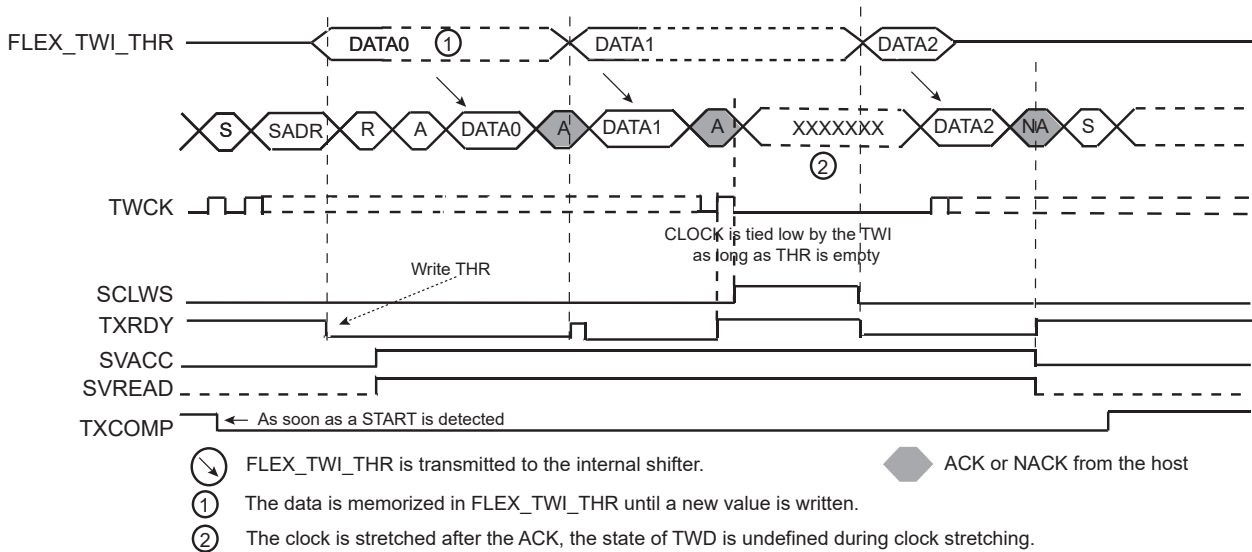 FLEX_TWI_THR DATA0 1 DATA1 DATA2
S SADR R A DATA0 A DATA1 A XXXXXXX DATA2 NA S
2
TWCK
CLOCK is tied low by the TWI
as long as THR is empty
Write THR
SCLWS
TXRDY
SVACC
SVREAD
TXCOMP As soon as a START is detected
FLEX_TWI_THR is transmitted to the internal shifter. ACK or NACK from the host
1 The data is memorized in FLEX_TWI_THR until a new value is written.
2 The clock is stretched after the ACK, the state of TWD is undefined during clock stretching.